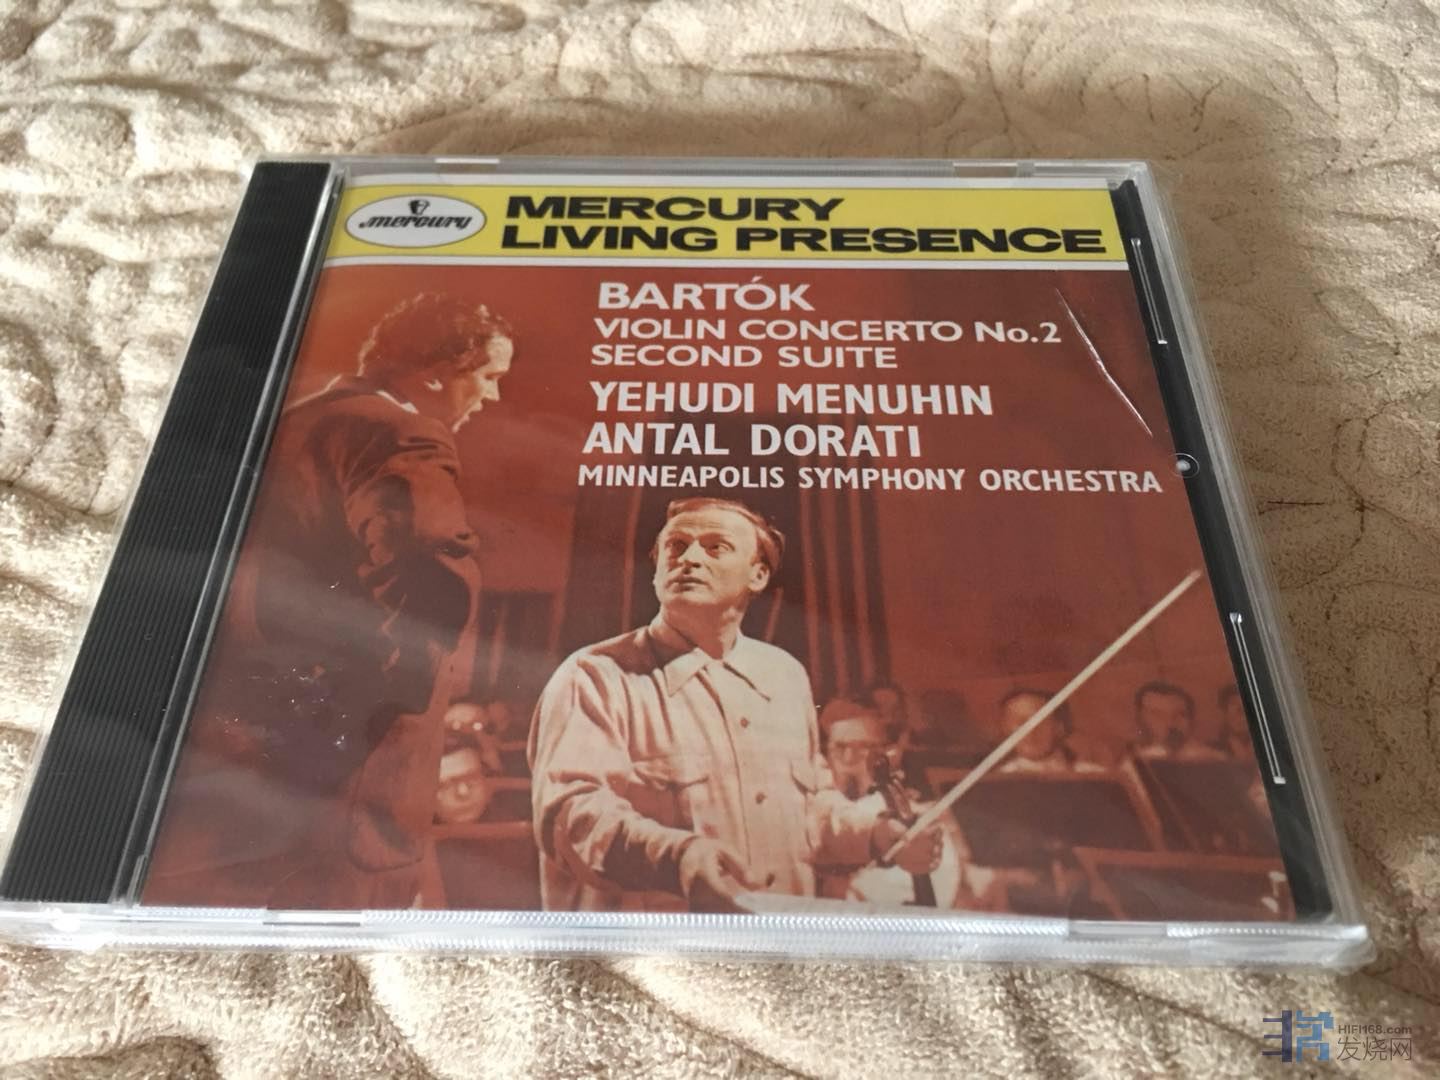 mercury
MERCURY
LIVING PRESENCE
BARTÓK
VIOLIN CONCERTO No.2
SECOND SUITE
YEHUDI MENUHIN
ANTAL DORATI
MINNEAPOLIS SYMPHONY ORCHESTRA
HIFI168.com
发烧网